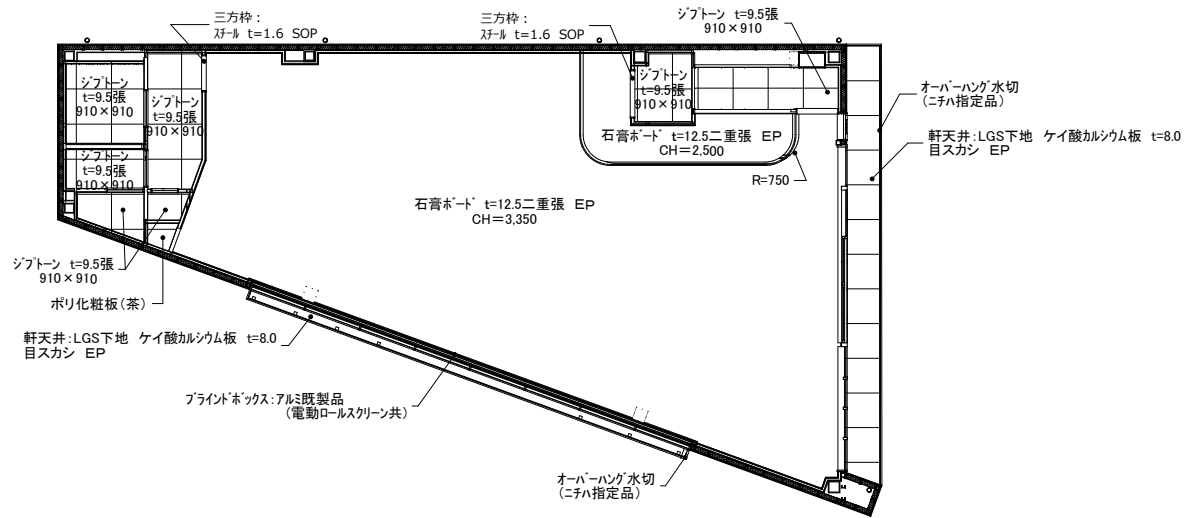 三方枠：
ｽﾁｰﾙ t=1.6 SOP
三方枠：
ｽﾁｰﾙ t=1.6 SOP
ｼﾞﾌﾟﾄｰﾝ t=9.5張
910×910
ｼﾞﾌﾟﾄｰﾝ
t=9.5張
910×910
ｼﾞﾌﾟﾄｰﾝ
t=9.5張
910×910
ｼﾞﾌﾟﾄｰﾝ
t=9.5張
910×910
ｼﾞﾌﾟﾄｰﾝ
t=9.5張
910×910
ｵｰﾊﾞｰﾊﾝｸﾞ水切
(ﾆﾁﾊ指定品)
石膏ﾎﾞｰﾄﾞ t=12.5二重張 EP
CH=2,500
軒天井:LGS下地 ケイ酸ｶﾙｼｳﾑ板 t=8.0
目スカシ EP
R=750
石膏ﾎﾞｰﾄﾞ t=12.5二重張 EP
CH=3,350
ｼﾞﾌﾟﾄｰﾝ t=9.5張
910×910
ﾎﾟﾘ化粧板(茶)
軒天井:LGS下地 ケイ酸ｶﾙｼｳﾑ板 t=8.0
目スカシ EP
ﾌﾞﾗｲﾝﾄﾞﾎﾞｯｸｽ:ｱﾙﾐ既製品
(電動ﾛｰﾙｽｸﾘｰﾝ共)
ｵｰﾊﾞｰﾊﾝｸﾞ水切
(ﾆﾁﾊ指定品)